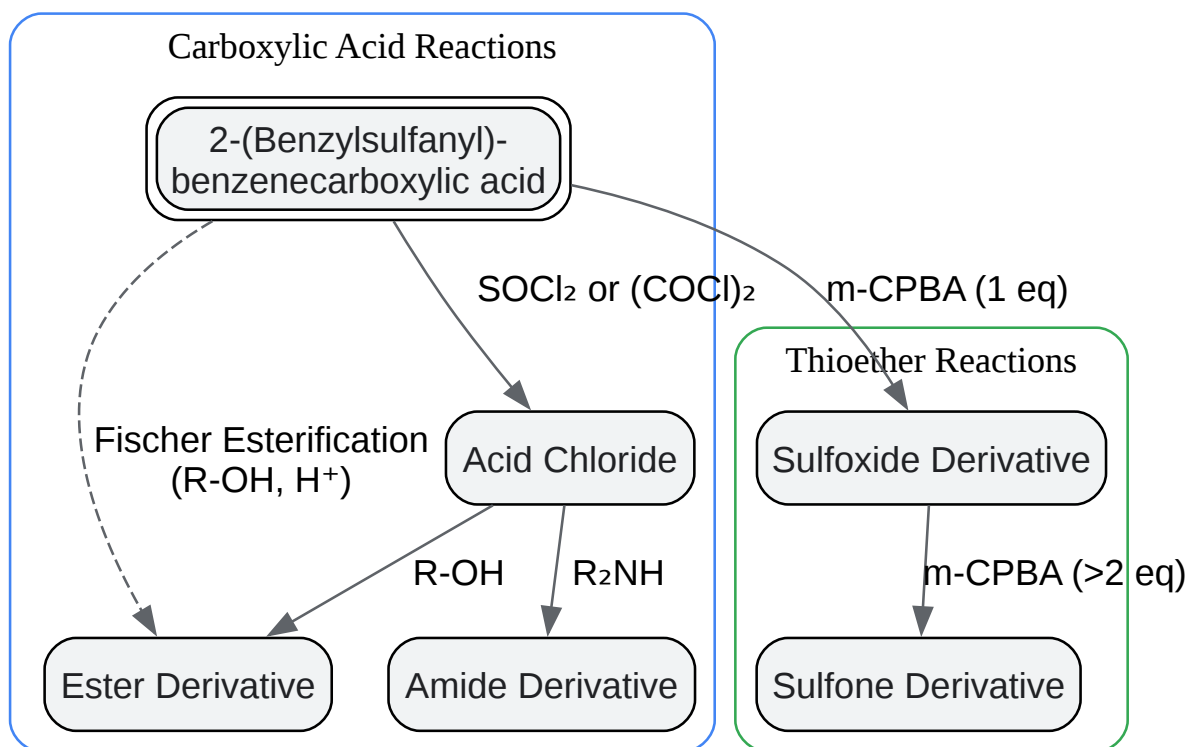 Carboxylic Acid Reactions
2-(Benzylsulfanyl)-
benzenecarboxylic acid
SOCl₂ or (COCl)₂
m-CPBA (1 eq)
Thioether Reactions
Fischer Esterification
(R-OH, H⁺)
Acid Chloride
Sulfoxide Derivative
R-OH
R₂NH
m-CPBA (>2 eq)
Ester Derivative
Amide Derivative
Sulfone Derivative